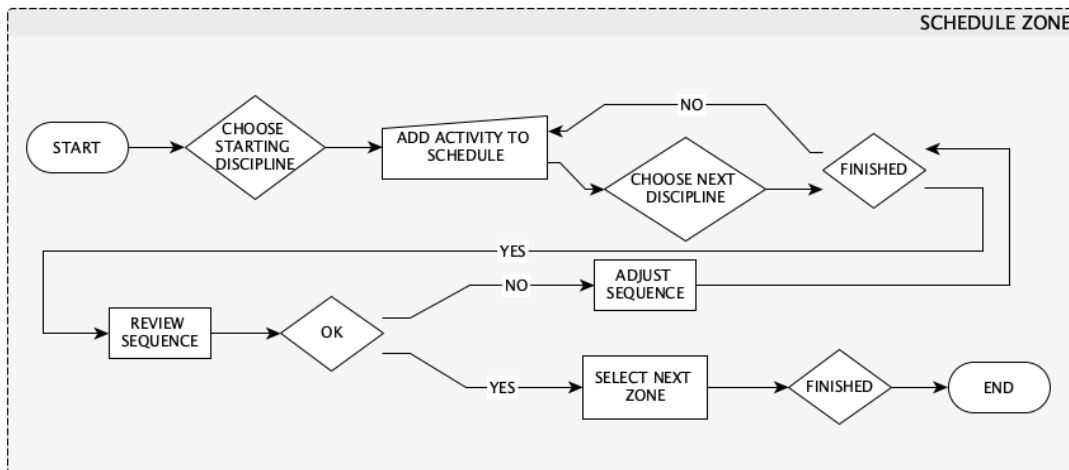 SCHEDULE ZONE
START
CHOOSE
STARTING
DISCIPLINE
ADD ACTIVITY TO
SCHEDULE
NO
CHOOSE NEXT
DISCIPLINE
FINISHED
YES
REVIEW
SEQUENCE
OK
NO
ADJUST
SEQUENCE
YES
SELECT NEXT
ZONE
FINISHED
END